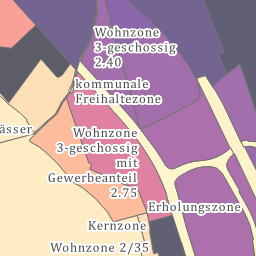 Wohnzone
3-geschossig
2.40
kommunale
Freihaltezone
ässer
Wohnzone
3-geschossig
mit
Gewerbeanteil
2.75
Erholungszone
Kernzone
Wohnzone 2/35